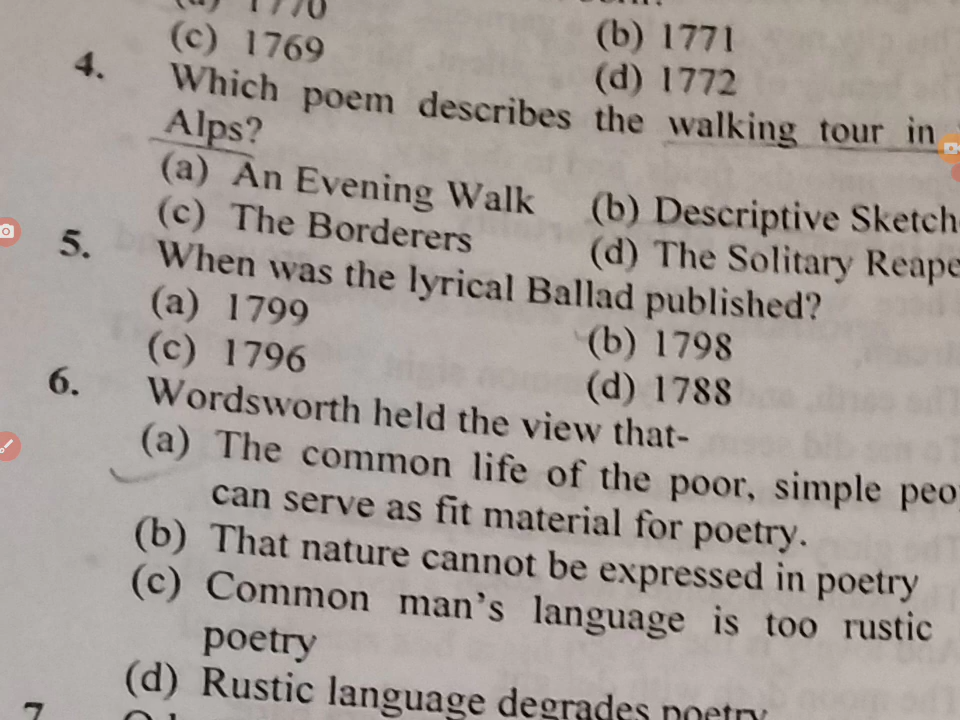 1770
(c) 1769
(b) 1771
(d) 1772
4. Which poem describes the walking tour in
Alps?
(a) An Evening Walk (b) Descriptive Sketch
(c) The Borderers (d) The Solitary Reape
5. When was the lyrical Ballad published?
(a) 1799 (b) 1798
(c) 1796 (d) 1788
6. Wordsworth held the view that-
(a) The common life of the poor, simple peo
can serve as fit material for poetry.
(b) That nature cannot be expressed in poetry
(c) Common man's language is too rustic
poetry
(d) Rustic language degrades poetry
7